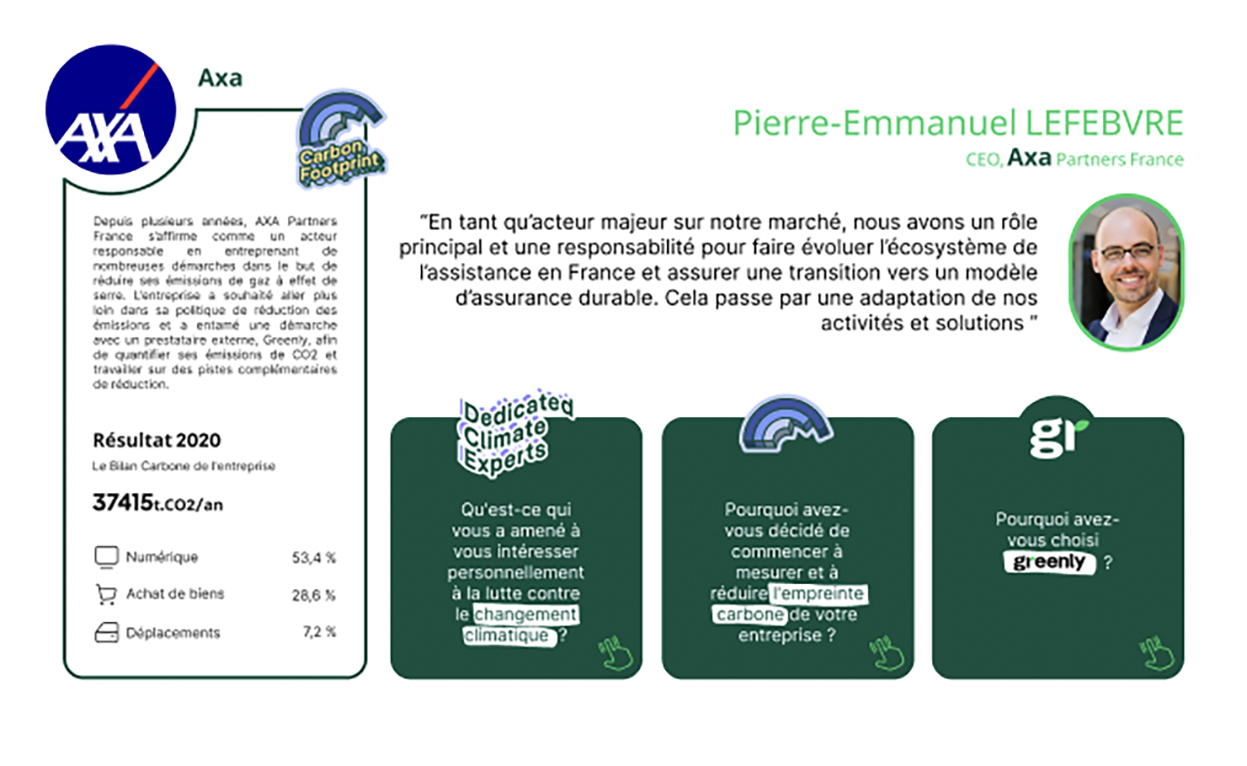 AXA
Axa
Carbon
Footprint
Depuis plusieurs années, AXA Partners
France s'affirme comme un acteur
responsable en entreprenant de
nombreuses démarches dans le but de
réduire ses émissions de gaz à effet de
serre. L'entreprise a souhaité aller plus
loin dans sa politique de réduction des
émissions et a entamé une démarche
avec un prestataire externe, Greenly, afin
de quantifier ses émissions de CO2 et
travailler sur des pistes complémentaires
de réduction.
Résultat 2020
Le Bilan Carbone de l'entreprise
37415t.CO2/an
Numérique 53,4 %
Achat de biens 28,6 %
Déplacements 7,2 %
Pierre-Emmanuel LEFEBVRE
CEO, Axa Partners France
“En tant qu’acteur majeur sur notre marché, nous avons un rôle
principal et une responsabilité pour faire évoluer l’écosystème de
l’assistance en France et assurer une transition vers un modèle
d’assurance durable. Cela passe par une adaptation de nos
activités et solutions ”
Dedicated
Climate
Experts
Qu'est-ce qui
vous a amené à
vous intéresser
personnellement
à la lutte contre
le changement
climatique ?
Pourquoi avez-
vous décidé de
commencer à
mesurer et à
réduire l'empreinte
carbone de votre
entreprise ?
gr
Pourquoi avez-
vous choisi
greenly ?